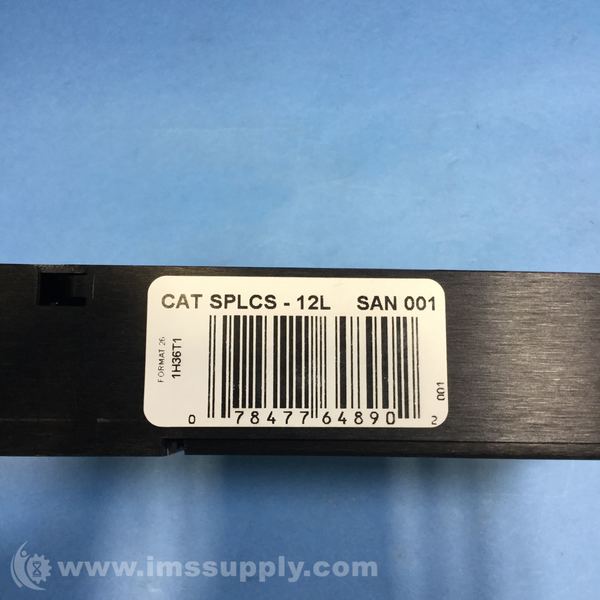 CAT SPLCS - 12L SAN 001
FORMAT 26
1H36T1
001
0 78477 64890 2
www.imssupply.com